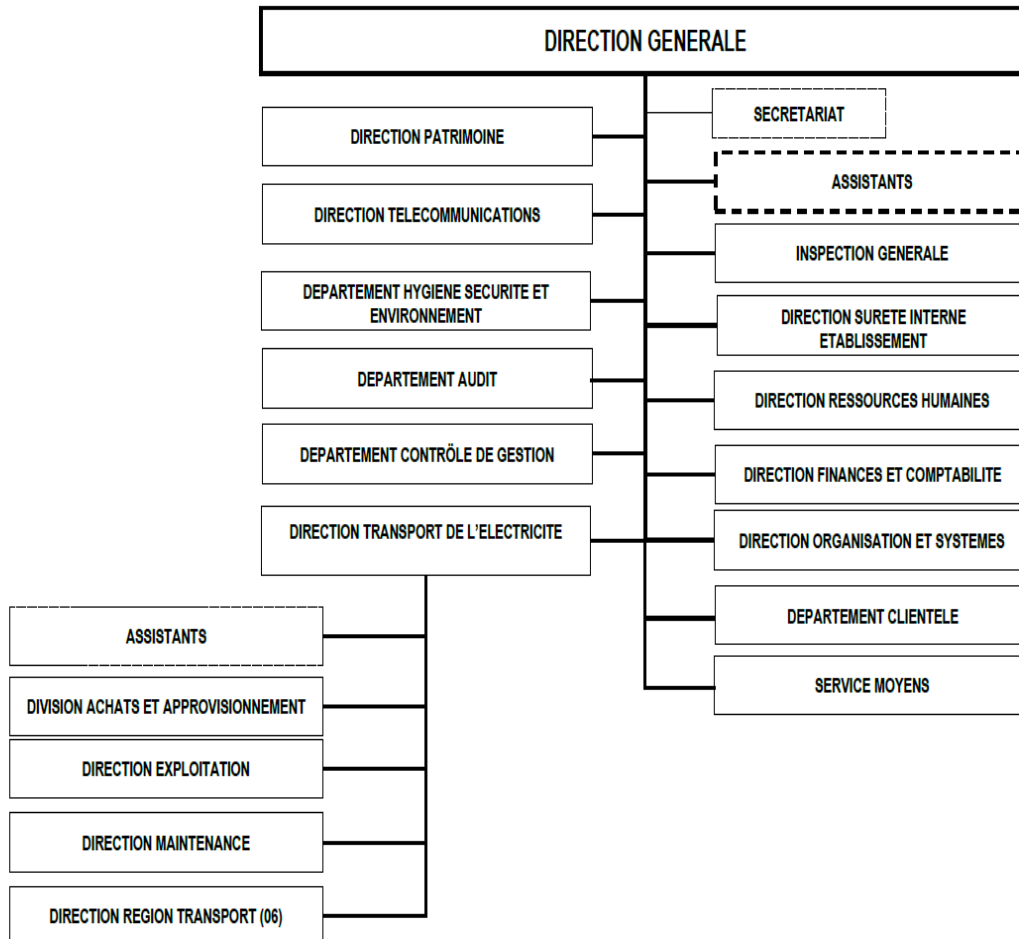 DIRECTION GENERALE
SECRETARIAT
DIRECTION PATRIMOINE
ASSISTANTS
DIRECTION TELECOMMUNICATIONS
INSPECTION GENERALE
DEPARTEMENT HYGIENE SECURITE ET
ENVIRONNEMENT
DIRECTION SURETE INTERNE
ETABLISSEMENT
DEPARTEMENT AUDIT
DIRECTION RESSOURCES HUMAINES
DEPARTEMENT CONTRÖLE DE GESTION
DIRECTION FINANCES ET COMPTABILITE
DIRECTION TRANSPORT DE L'ELECTRICITE
DIRECTION ORGANISATION ET SYSTEMES
DEPARTEMENT CLIENTELE
SERVICE MOYENS
ASSISTANTS
DIVISION ACHATS ET APPROVISIONNEMENT
DIRECTION EXPLOITATION
DIRECTION MAINTENANCE
DIRECTION REGION TRANSPORT (06)